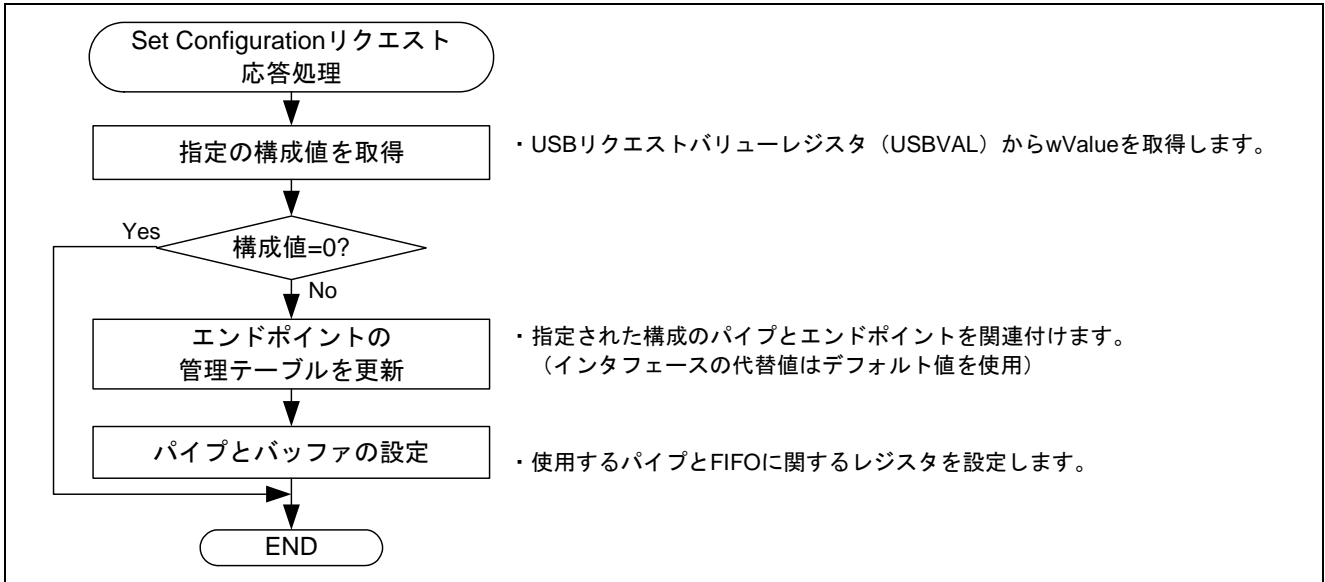 Set Configurationリクエスト
応答処理
指定の構成値を取得
・USBリクエストバリューレジスタ（USBVAL）からwValueを取得します。
Yes
構成値=0?
No
エンドポイントの
管理テーブルを更新
・指定された構成のパイプとエンドポイントを関連付けます。
（インタフェースの代替値はデフォルト値を使用）
パイプとバッファの設定
・使用するパイプとFIFOに関するレジスタを設定します。
END